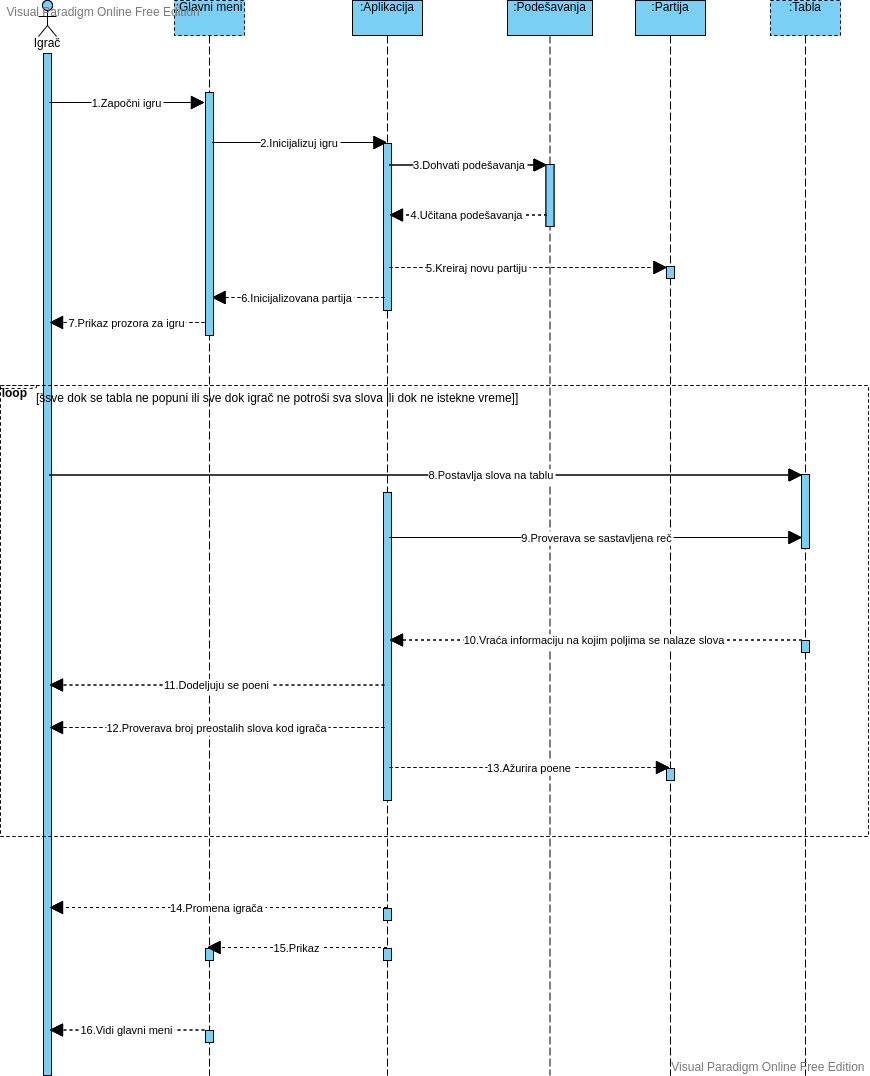 Visual Paradigm Online Free Edition
:Glavni meni
:Aplikacija
:Podešavanja
:Partija
:Tabla
Igrač
1.Započni igru
2.Inicijalizuj igru
3.Dohvati podešavanja
4.Učitana podešavanja
5.Kreiraj novu partiju
6.Inicijalizovana partija
7.Prikaz prozora za igru
loop
[šsve dok se tabla ne popuni ili sve dok igrač ne potroši sva slova ili dok ne istekne vreme]]
8.Postavlja slova na tablu
9.Proverava se sastavljena reč
10.Vraća informaciju na kojim poljima se nalaze slova
11.Dodeljuju se poeni
12.Proverava broj preostalih slova kod igrača
13.Ažurira poene
14.Promena igrača
15.Prikaz
16.Vidi glavni meni
Visual Paradigm Online Free Edition